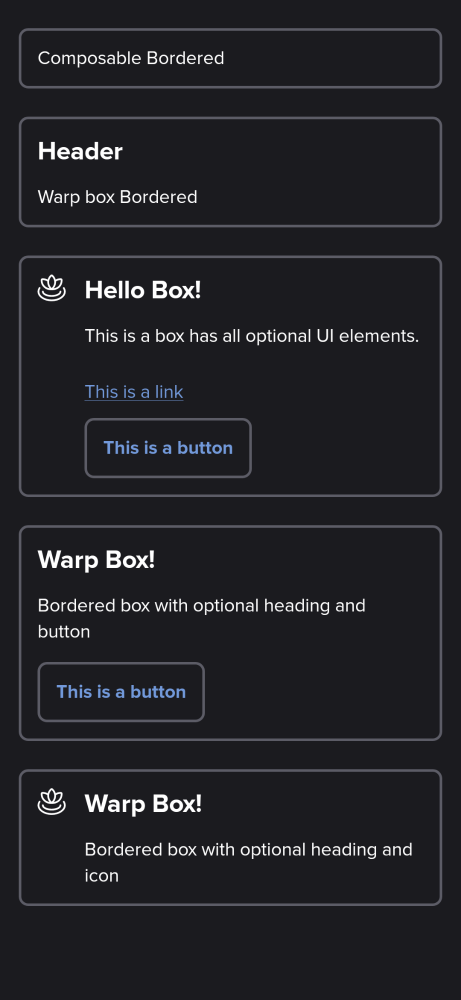 Composable Bordered
Header
Warp box Bordered
Hello Box!
This is a box has all optional UI elements.
This is a link
This is a button
Warp Box!
Bordered box with optional heading and
button
This is a button
Warp Box!
Bordered box with optional heading and
icon